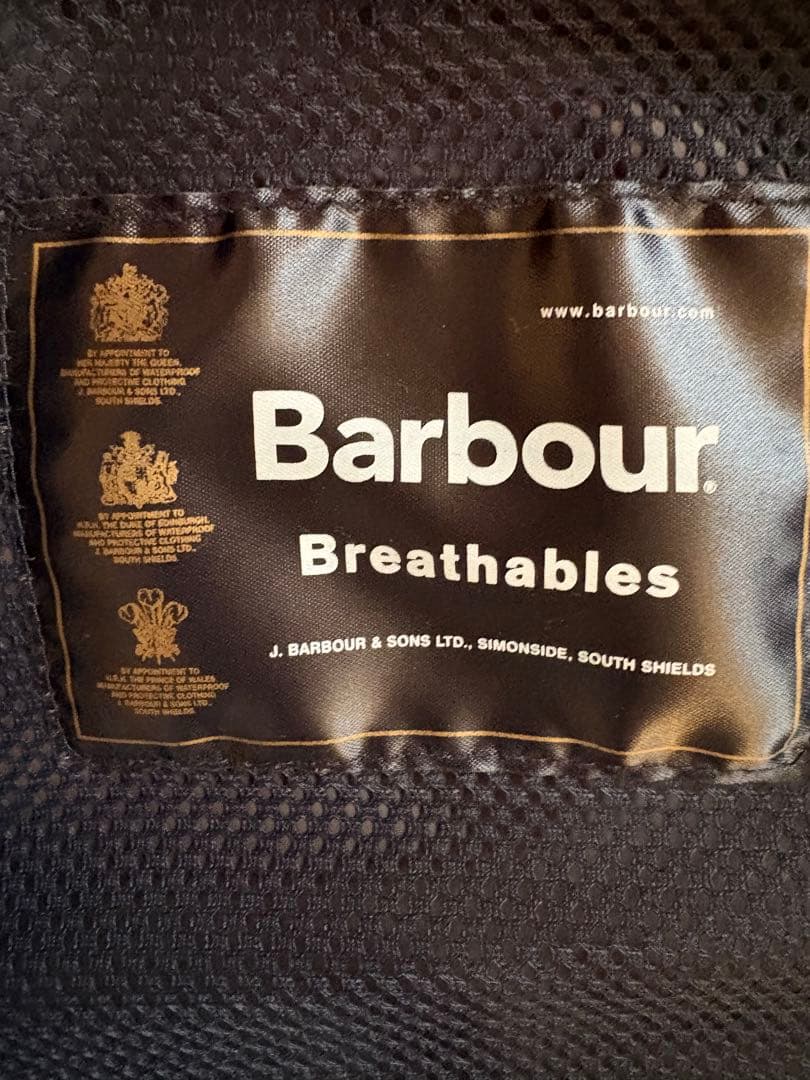 BY APPOINTMENT TO
HER MAJESTY THE QUEEN
MANUFACTURERS OF WATERPROOF
AND PROTECTIVE CLOTHING
J. BARBOUR & SONS LTD.,
SOUTH SHIELDS.
BY APPOINTMENT TO
H.R.H. THE DUKE OF EDINBURGH,
MANUFACTURERS OF WATERPROOF
AND PROTECTIVE CLOTHING
J. BARBOUR & SONS LTD.,
SOUTH SHIELDS.
BY APPOINTMENT TO
H.R.H. THE PRINCE OF WALES
MANUFACTURERS OF WATERPROOF
AND PROTECTIVE CLOTHING
J. BARBOUR & SONS LTD.,
SOUTH SHIELDS.
www.barbour.com
Barbour®
Breathables
J. BARBOUR & SONS LTD., SIMONSIDE, SOUTH SHIELDS